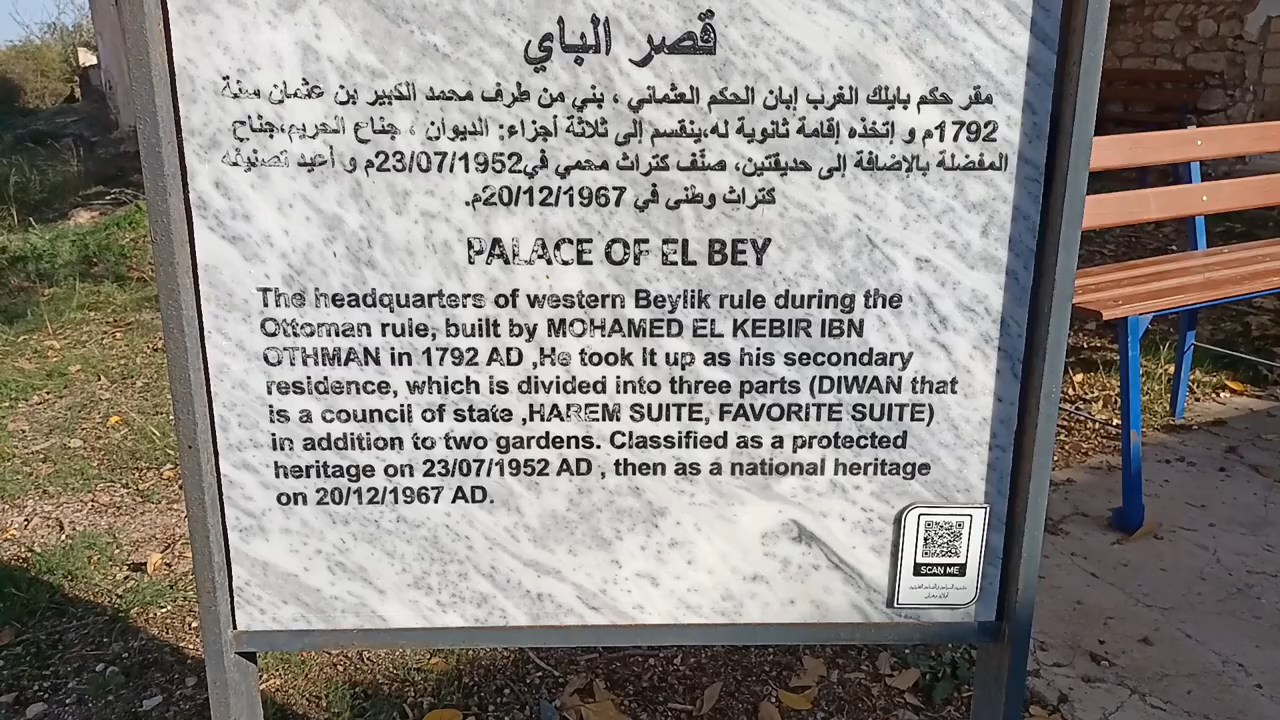 قصر الباي
مقر حكم بايلك الغرب إبان الحكم العثماني ، بني من طرف محمد الكبير بن عثمان سنة
1792م و إتخذه إقامة ثانوية له،ينقسم إلى ثلاثة أجزاء: الديوان ، جناح الحريم،جناح
المفضلة بالإضافة إلى حديقتين، صنّف كتراث محمي في23/07/1952م و أعيد تصنيفه
كتراث وطني في 20/12/1967م.
PALACE OF EL BEY
The headquarters of western Beylik rule during the
Ottoman rule, built by MOHAMED EL KEBIR IBN
OTHMAN in 1792 AD ,He took it up as his secondary
residence, which is divided into three parts (DIWAN that
is a council of state ,HAREM SUITE, FAVORITE SUITE)
in addition to two gardens. Classified as a protected
heritage on 23/07/1952 AD , then as a national heritage
on 20/12/1967 AD.
SCAN ME